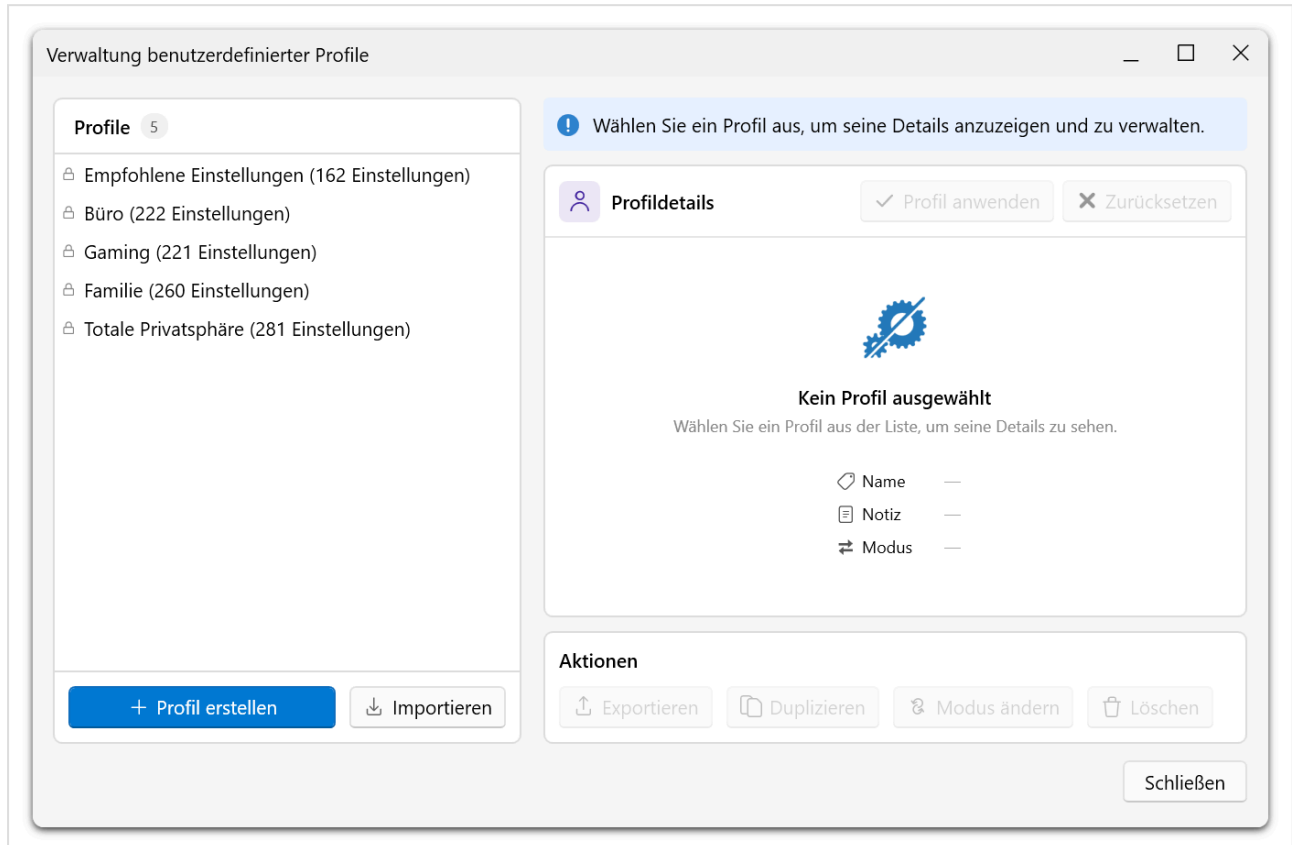 Verwaltung benutzerdefinierter Profile
Profile 5
Empfohlene Einstellungen (162 Einstellungen)
Büro (222 Einstellungen)
Gaming (221 Einstellungen)
Familie (260 Einstellungen)
Totale Privatsphäre (281 Einstellungen)
Profil erstellen
Importieren
Wählen Sie ein Profil aus, um seine Details anzuzeigen und zu verwalten.
Profildetails
Profil anwenden
Zurücksetzen
Kein Profil ausgewählt
Wählen Sie ein Profil aus der Liste, um seine Details zu sehen.
Name —
Notiz —
Modus —
Aktionen
Exportieren
Duplizieren
Modus ändern
Löschen
Schließen